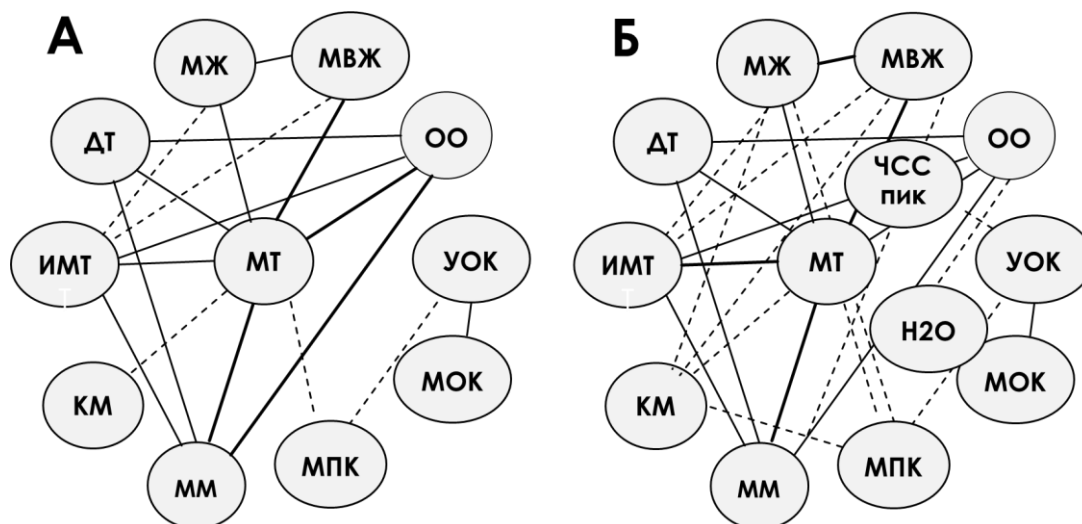 А
МЖ
МВЖ
ДТ
ОО
ИМТ
Т
МТ
УОК
КМ
МОК
ММ
МПК
Б
МЖ
МВЖ
ДТ
ОО
ЧСС
пик
ИМТ
Т
МТ
УОК
Н2О
КМ
МОК
ММ
МПК